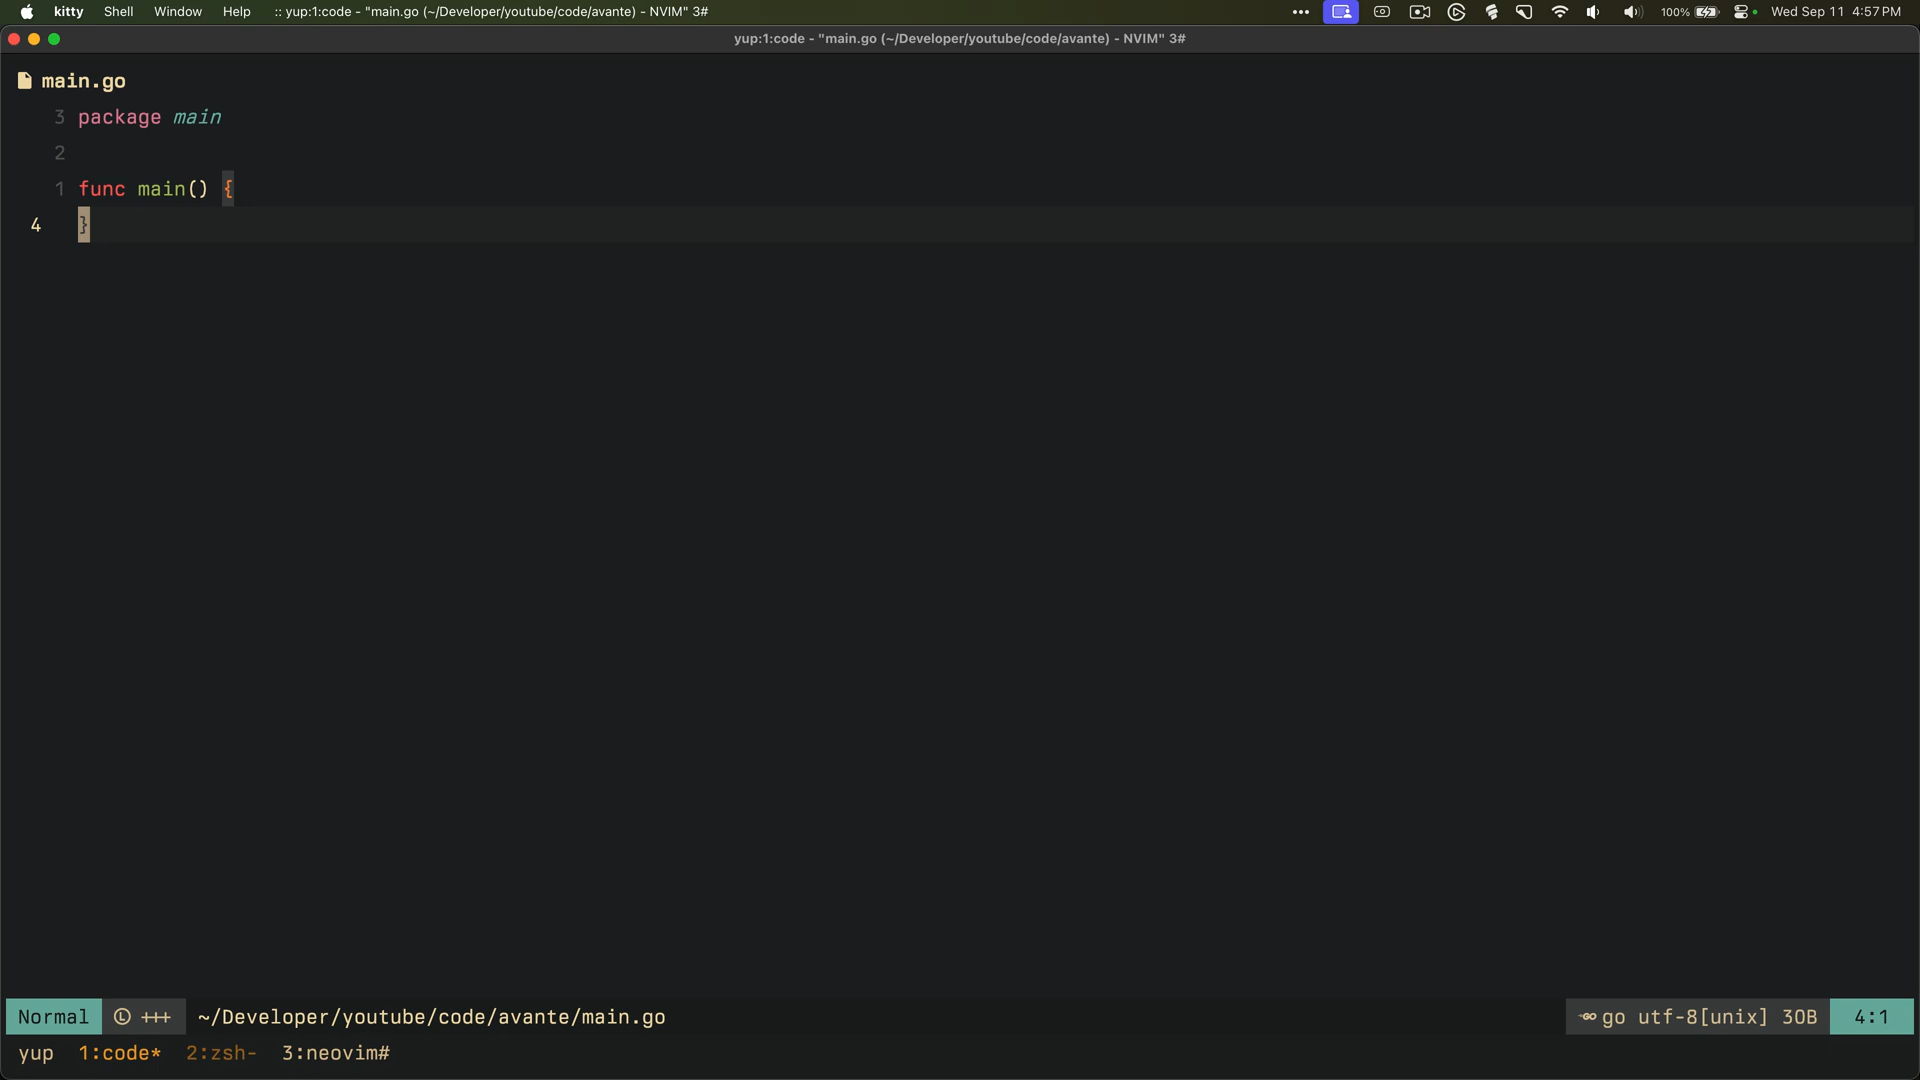 kitty Shell Window Help :: yup:1:code - "main.go (~/Developer/youtube/code/avante) - NVIM" 3# 100% Wed Sep 11 4:57 PM
yup:1:code - "main.go (~/Developer/youtube/code/avante) - NVIM" 3#
main.go
3 package main
2
1 func main() {
4 }
Normal L +++ ~/Developer/youtube/code/avante/main.go GO go utf-8[unix] 30B 4:1
yup 1:code* 2:zsh- 3:neovim#